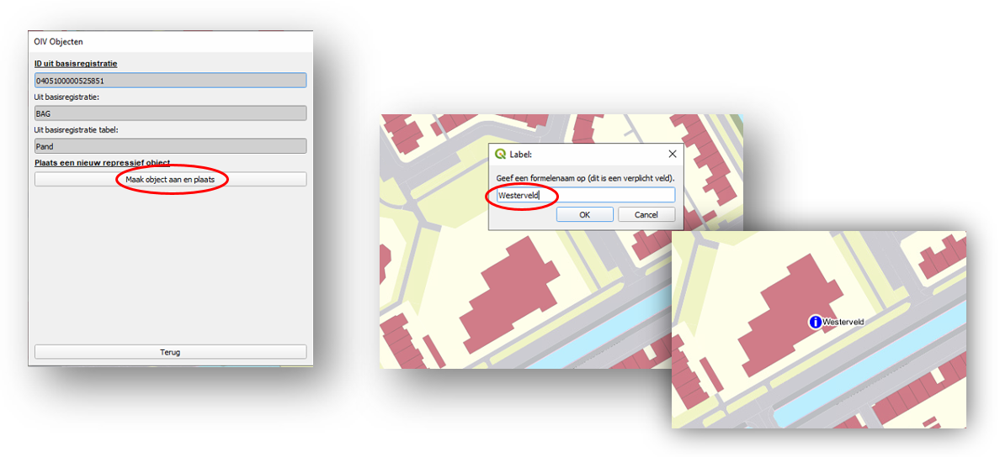 OIV Objecten
ID uit basisregistratie
0405100000525851
Uit basisregistratie:
BAG
Uit basisregistratie tabel:
Pand
Plaats een nieuw repressief object
Maak object aan en plaats
Terug
Label:
Geef een formelenaam op (dit is een verplicht veld).
Westerveld
OK Cancel
Westerveld